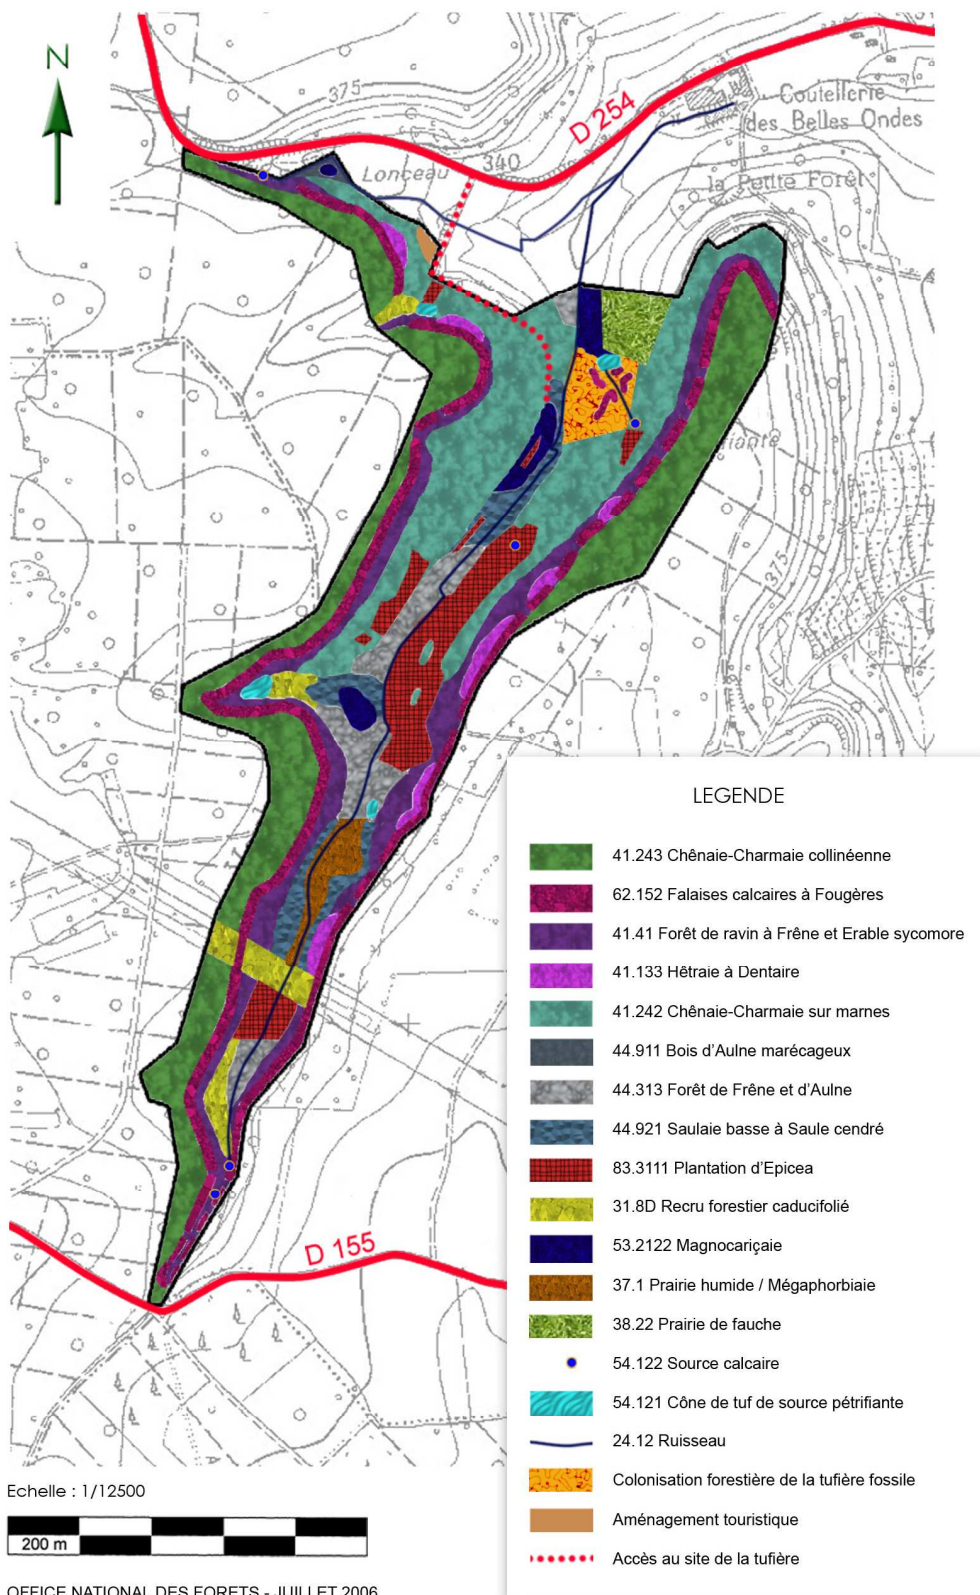 N
375
D 254
Coutellerie
des Belles Ondes
Lonceau
340
la Petite Forêt
375
D 155
LEGENDE
41.243 Chênaie-Charmaie collinéenne
62.152 Falaises calcaires à Fougères
41.41 Forêt de ravin à Frêne et Erable sycomore
41.133 Hêtraie à Dentaire
41.242 Chênaie-Charmaie sur marnes
44.911 Bois d'Aulne marécageux
44.313 Forêt de Frêne et d'Aulne
44.921 Saulaie basse à Saule cendré
83.3111 Plantation d'Epicea
31.8D Recru forestier caducifolié
53.2122 Magnocariçaie
37.1 Prairie humide / Mégaphorbiaie
38.22 Prairie de fauche
54.122 Source calcaire
54.121 Cône de tuf de source pétrifiante
24.12 Ruisseau
Colonisation forestière de la tufière fossile
Aménagement touristique
Accès au site de la tufière
Echelle : 1/12500
200 m
OFFICE NATIONAL DES FORETS - JUILLET 2006